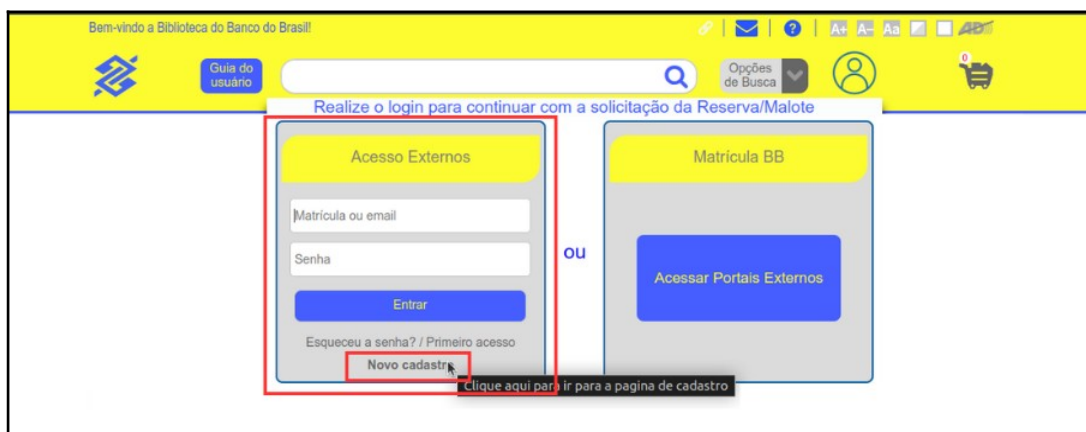 Bem-vindo a Biblioteca do Banco do Brasil!
A+ A- Aa AD
Guia do
usuário
Opções
de Busca
0
Realize o login para continuar com a solicitação da Reserva/Malote
Acesso Externos
Matrícula ou email
Senha
Entrar
Esqueceu a senha? / Primeiro acesso
Novo cadastro
Clique aqui para ir para a pagina de cadastro
ou
Matrícula BB
Acessar Portais Externos